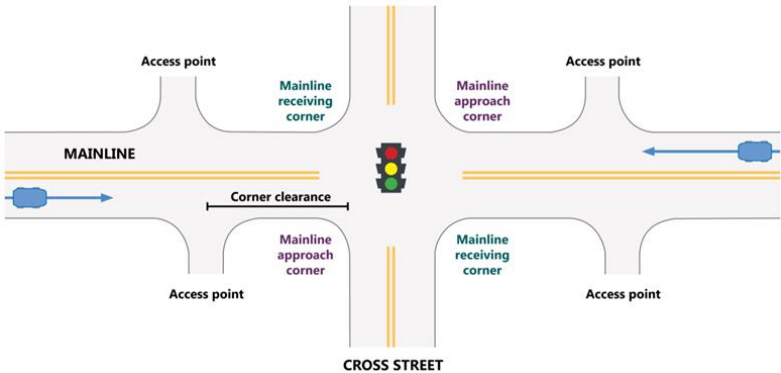 Access point
Access point
Mainline
receiving
corner
Mainline
approach
corner
MAINLINE
Corner clearance
Mainline
approach
corner
Mainline
receiving
corner
Access point
Access point
CROSS STREET